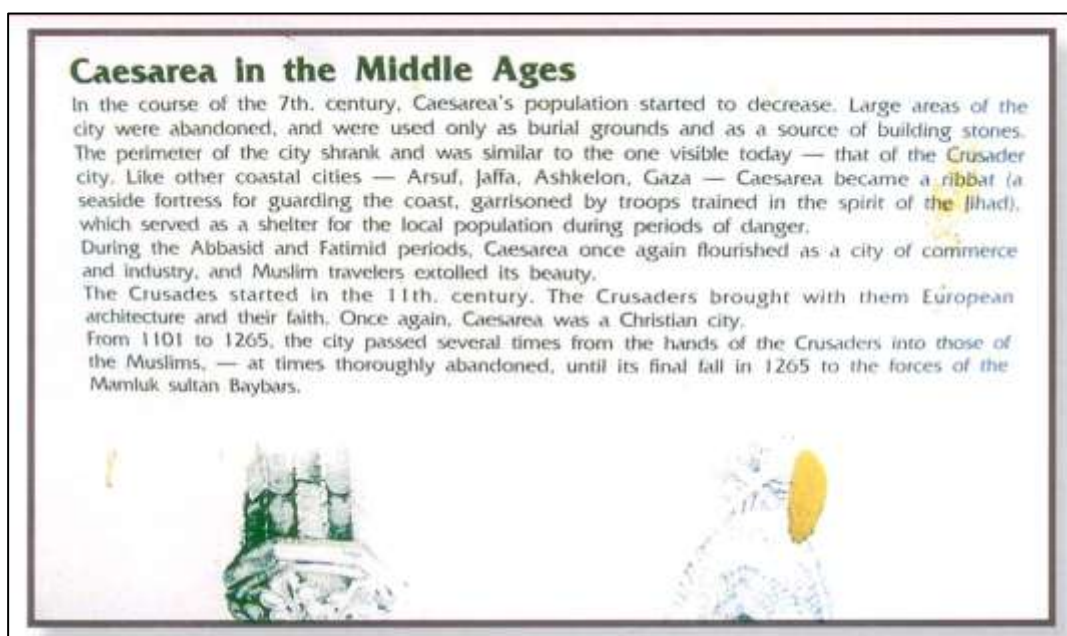 Caesarea in the Middle Ages
In the course of the 7th. century, Caesarea's population started to decrease. Large areas of the
city were abandoned, and were used only as burial grounds and as a source of building stones.
The perimeter of the city shrank and was similar to the one visible today — that of the Crusader
city. Like other coastal cities — Arsuf, Jaffa, Ashkelon, Gaza — Caesarea became a ribbat (a
seaside fortress for guarding the coast, garrisoned by troops trained in the spirit of the Jihad),
which served as a shelter for the local population during periods of danger.
During the Abbasid and Fatimid periods, Caesarea once again flourished as a city of commerce
and industry, and Muslim travelers extolled its beauty.
The Crusades started in the 11th. century. The Crusaders brought with them European
architecture and their faith. Once again, Caesarea was a Christian city.
From 1101 to 1265, the city passed several times from the hands of the Crusaders into those of
the Muslims, — at times thoroughly abandoned, until its final fall in 1265 to the forces of the
Mamluk sultan Baybars.